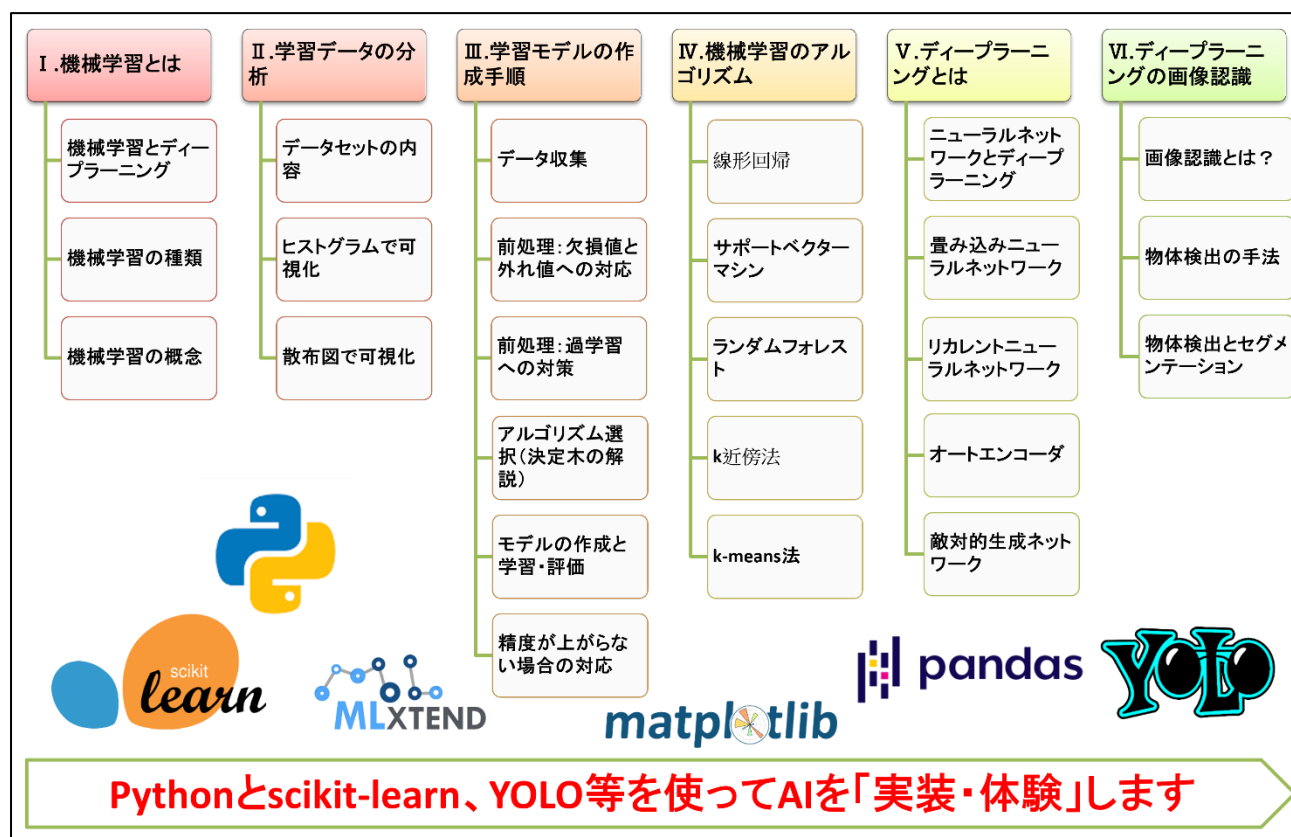 Ⅰ.機械学習とは
機械学習とディー
プラーニング
機械学習の種類
機械学習の概念
Ⅱ.学習データの分
析
データセットの内
容
ヒストグラムで可
視化
散布図で可視化
Ⅲ.学習モデルの作
成手順
データ収集
前処理:欠損値と
外れ値への対応
前処理:過学習
への対策
アルゴリズム選
択(決定木の解
説)
モデルの作成と
学習・評価
精度が上がらな
い場合の対応
Ⅳ.機械学習のアル
ゴリズム
線形回帰
サポートベクター
マシン
ランダムフォレス
ト
k近傍法
k-means法
Ⅴ.ディープラーニ
ングとは
ニューラルネット
ワークとディープ
ラーニング
畳み込みニュー
ラルネットワーク
リカレントニュー
ラルネットワーク
オートエンコーダ
敵対的生成ネット
ワーク
Ⅵ.ディープラーニ
ングの画像認識
画像認識とは?
物体検出の手法
物体検出とセグメ
ンテーション
scikit
learn
MLXTEND
matplotlib
pandas
YOLO
Pythonとscikit-learn、YOLO等を使ってAIを「実装・体験」します